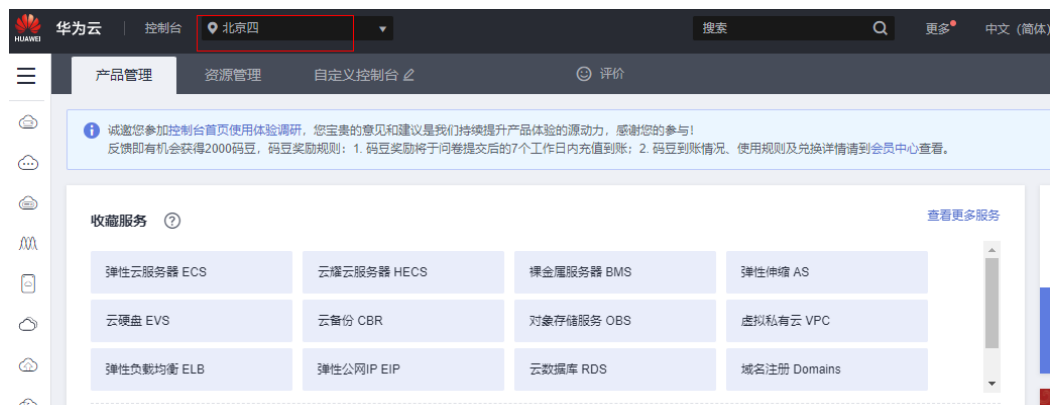 HUAWEI 华为云 控制台 北京四 搜索 更多 中文 (简体)
产品管理 资源管理 自定义控制台 评价
诚邀您参加控制台首页使用体验调研，您宝贵的意见和建议是我们持续提升产品体验的源动力，感谢您的参与!
反馈即有机会获得2000码豆，码豆奖励规则：1. 码豆奖励将于问卷提交后的7个工作日内充值到账；2. 码豆到账情况、使用规则及兑换详情请到会员中心查看。
收藏服务 ? 查看更多服务
弹性云服务器 ECS 云耀云服务器 HECS 裸金属服务器 BMS 弹性伸缩 AS
云硬盘 EVS 云备份 CBR 对象存储服务 OBS 虚拟私有云 VPC
弹性负载均衡 ELB 弹性公网IP EIP 云数据库 RDS 域名注册 Domains